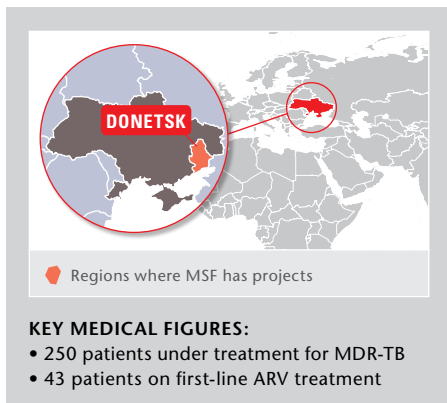 DONETSK
Regions where MSF has projects
KEY MEDICAL FIGURES:
• 250 patients under treatment for MDR-TB
• 43 patients on first-line ARV treatment